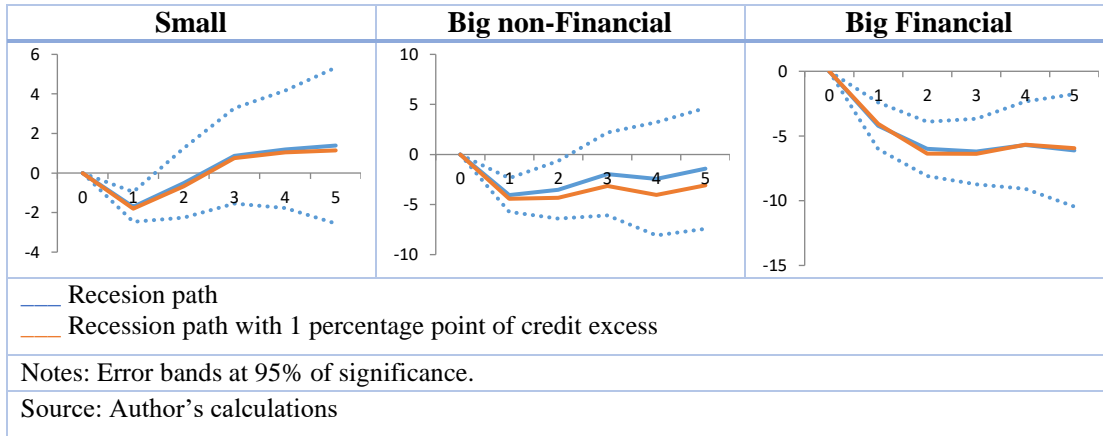 Small Big non-Financial Big Financial
6
4
2
0
-2
-4
0 1 2 3 4 5
10
5
0
-5
-10
0 1 2 3 4 5
0
-5
-10
-15
0 1 2 3 4 5
___ Recesion path
___ Recession path with 1 percentage point of credit excess
Notes: Error bands at 95% of significance.
Source: Author’s calculations